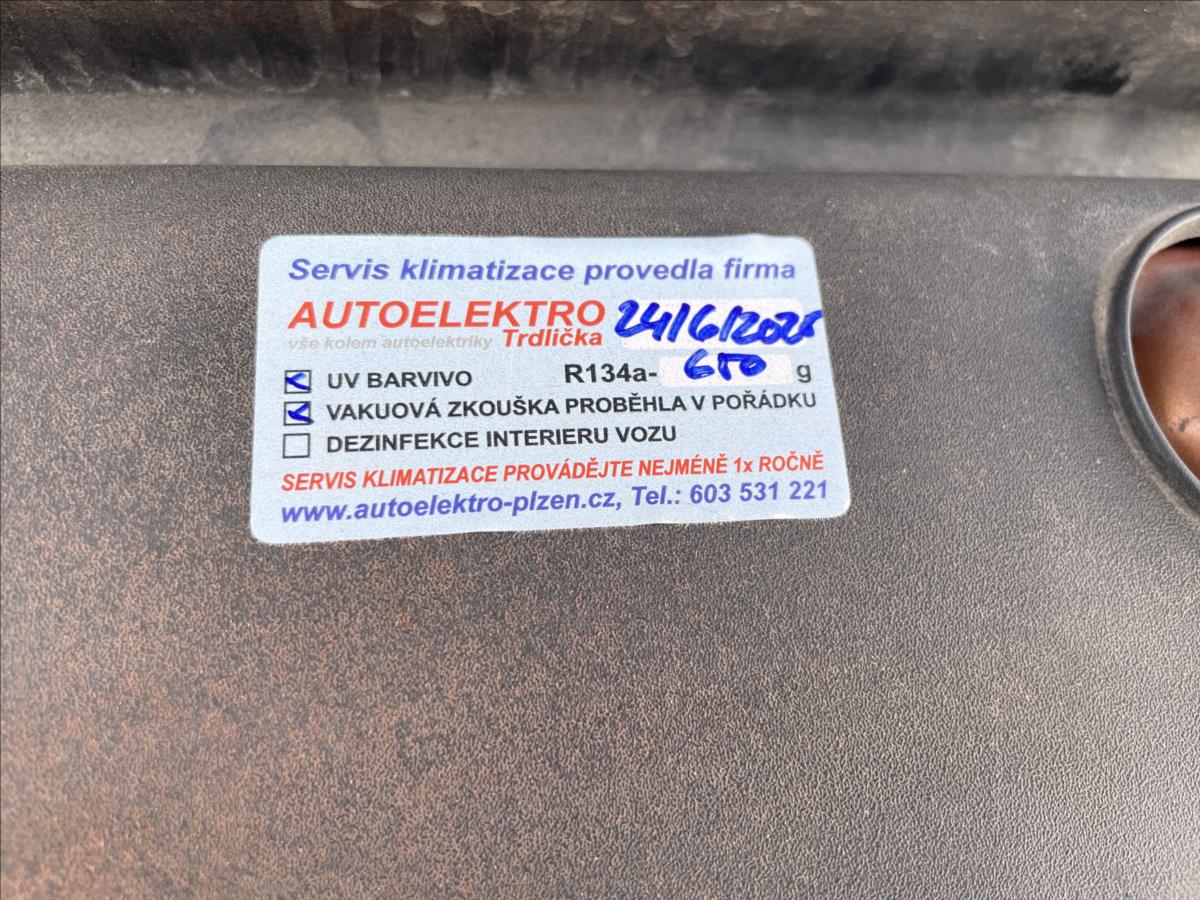 Servis klimatizace provedla firma
AUTOELEKTRO 24/6/2025
vše kolem autoelektriky Trdlička
UV BARVIVO R134a- 650 g
VAKUOVÁ ZKOUŠKA PROBĚHLA V POŘÁDKU
DEZINFEKCE INTERIERU VOZU
SERVIS KLIMATIZACE PROVÁDĚJTE NEJMÉNĚ 1x ROČNĚ
www.autoelektro-plzen.cz, Tel.: 603 531 221